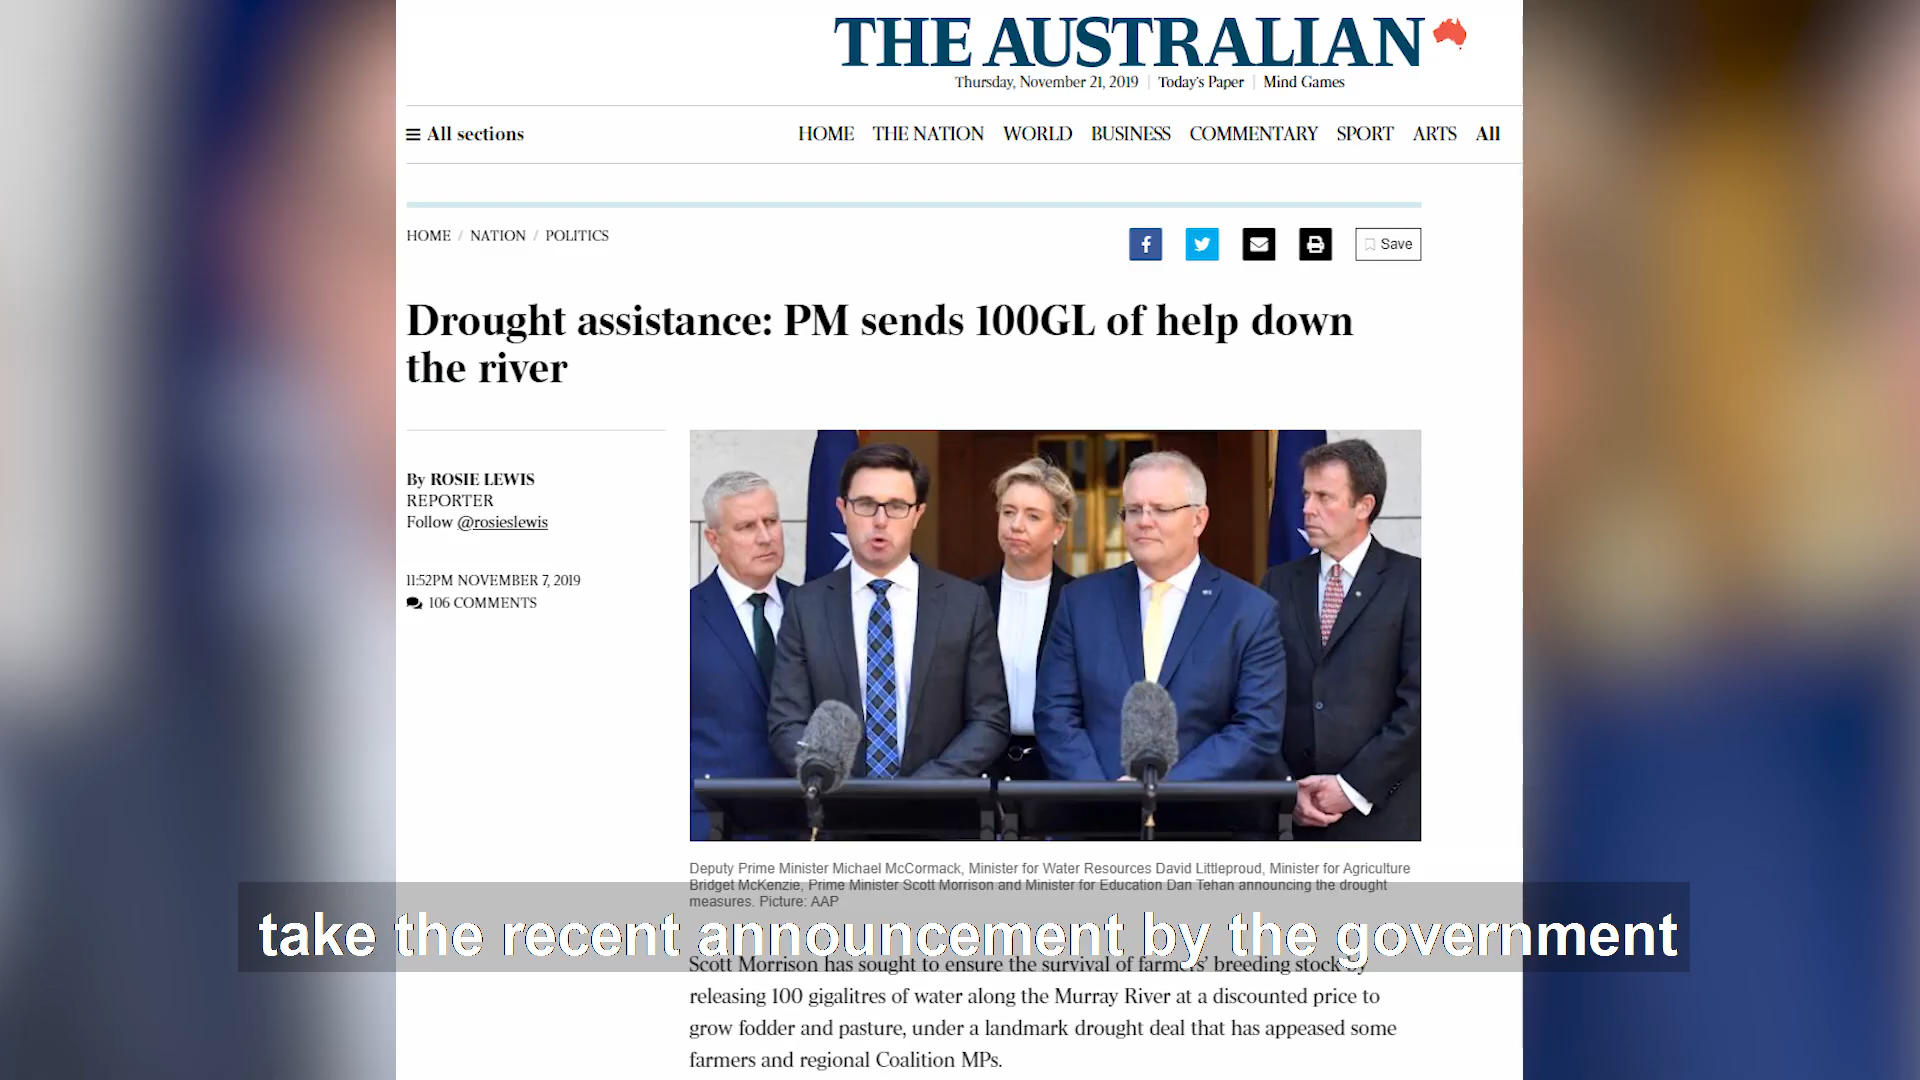 THE AUSTRALIAN
Thursday, November 21, 2019 | Today's Paper | Mind Games
All sections
HOME THE NATION WORLD BUSINESS COMMENTARY SPORT ARTS All
HOME / NATION / POLITICS
Save
Drought assistance: PM sends 100GL of help down
the river
By ROSIE LEWIS
REPORTER
Follow @rosieslewis
11:52PM NOVEMBER 7, 2019
106 COMMENTS
Deputy Prime Minister Michael McCormack, Minister for Water Resources David Littleproud, Minister for Agriculture
Bridget McKenzie, Prime Minister Scott Morrison and Minister for Education Dan Tehan announcing the drought
measures. Picture: AAP
take the recent announcement by the government
Scott Morrison has sought to ensure the survival of farmers' breeding stock by
releasing 100 gigalitres of water along the Murray River at a discounted price to
grow fodder and pasture, under a landmark drought deal that has appeased some
farmers and regional Coalition MPs.